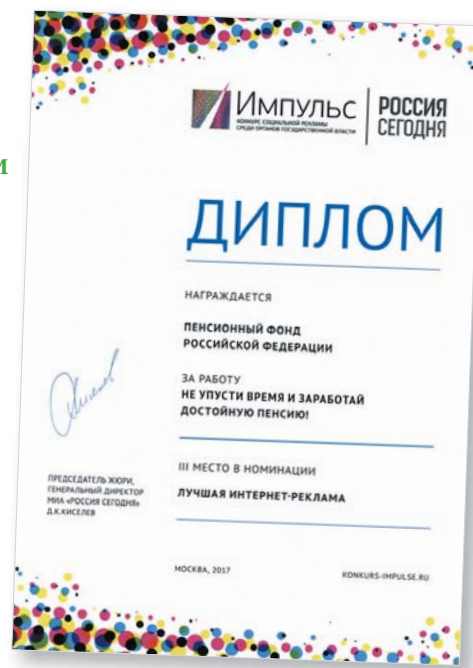 М
ИМПУЛЬС
КОНКУРС СОЦИАЛЬНОЙ РЕКЛАМЫ
СРЕДИ ОРГАНОВ ГОСУДАРСТВЕННОЙ ВЛАСТИ
РОССИЯ
СЕГОДНЯ
ДИПЛОМ
НАГРАЖДАЕТСЯ
ПЕНСИОННЫЙ ФОНД
РОССИЙСКОЙ ФЕДЕРАЦИИ
ЗА РАБОТУ
НЕ УПУСТИ ВРЕМЯ И ЗАРАБОТАЙ
ДОСТОЙНУЮ ПЕНСИЮ!
III МЕСТО В НОМИНАЦИИ
ЛУЧШАЯ ИНТЕРНЕТ-РЕКЛАМА
ПРЕДСЕДАТЕЛЬ ЖЮРИ,
ГЕНЕРАЛЬНЫЙ ДИРЕКТОР
МИА «РОССИЯ СЕГОДНЯ»
Д.К.КИСЕЛЕВ
МОСКВА, 2017
KONKURS-IMPULSE.RU